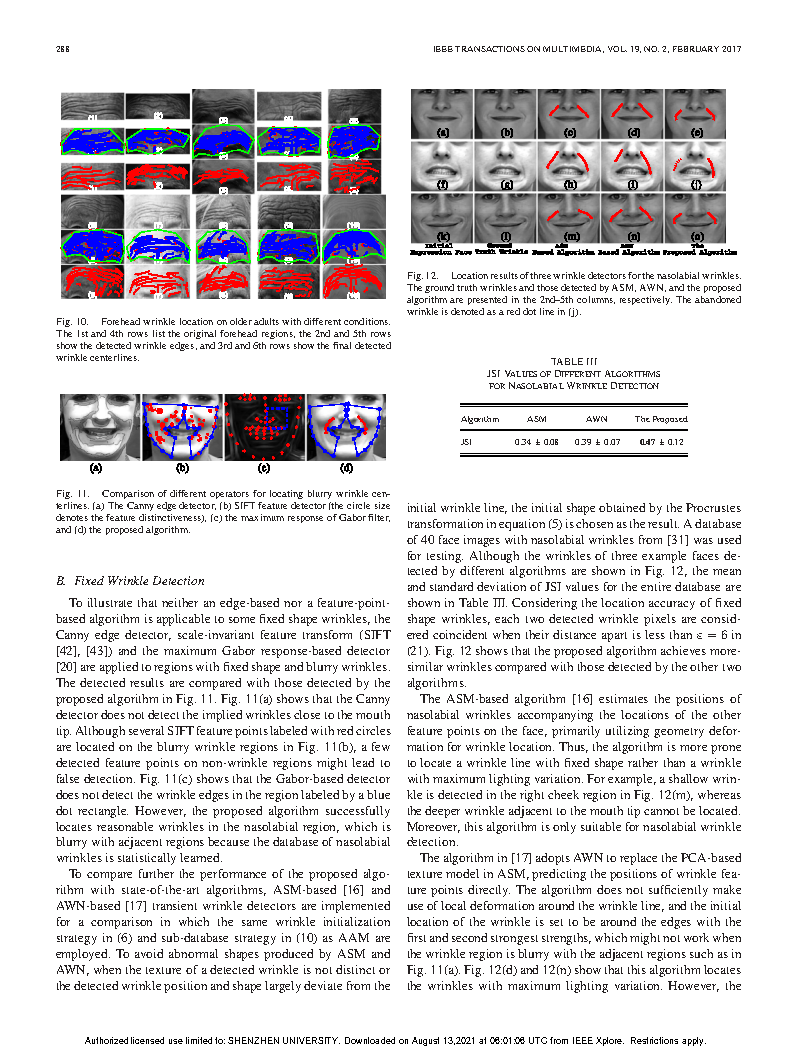 288
IEEE TRANSACTIONS ON MULTIMEDIA, VOL. 19, NO. 2, FEBRUARY 2017
Fig. 10. Forehead wrinkle location on older adults with different conditions.
The 1st and 4th rows list the original forehead regions, the 2nd and 5th rows
show the detected wrinkle edges, and 3rd and 6th rows show the final detected
wrinkle centerlines.
(a)
(b)
(c)
(d)
Fig. 11. Comparison of different operators for locating blurry wrinkle cen-
terlines. (a) The Canny edge detector, (b) SIFT feature detector (the circle size
denotes the feature distinctiveness), (c) the maximum response of Gabor filter,
and (d) the proposed algorithm.
B. Fixed Wrinkle Detection
To illustrate that neither an edge-based nor a feature-point-
based algorithm is applicable to some fixed shape wrinkles, the
Canny edge detector, scale-invariant feature transform (SIFT
[42], [43]) and the maximum Gabor response-based detector
[20] are applied to regions with fixed shape and blurry wrinkles.
The detected results are compared with those detected by the
proposed algorithm in Fig. 11. Fig. 11(a) shows that the Canny
detector does not detect the implied wrinkles close to the mouth
tip. Although several SIFT feature points labeled with red circles
are located on the blurry wrinkle regions in Fig. 11(b), a few
detected feature points on non-wrinkle regions might lead to
false detection. Fig. 11(c) shows that the Gabor-based detector
does not detect the wrinkle edges in the region labeled by a blue
dot rectangle. However, the proposed algorithm successfully
locates reasonable wrinkles in the nasolabial region, which is
blurry with adjacent regions because the database of nasolabial
wrinkles is statistically learned.
To compare further the performance of the proposed algo-
rithm with state-of-the-art algorithms, ASM-based [16] and
AWN-based [17] transient wrinkle detectors are implemented
for a comparison in which the same wrinkle initialization
strategy in (6) and sub-database strategy in (10) as AAM are
employed. To avoid abnormal shapes produced by ASM and
AWN, when the texture of a detected wrinkle is not distinct or
the detected wrinkle position and shape largely deviate from the
(a)
(b)
(c)
(d)
(e)
(f)
(g)
(h)
(i)
(j)
(k)
(l)
(m)
(n)
(o)
Initial Ground ASM AWN The
Expression Face Truth Wrinkle Based Algorithm Based Algorithm Proposed Algorithm
Fig. 12. Location results of three wrinkle detectors for the nasolabial wrinkles.
The ground truth wrinkles and those detected by ASM, AWN, and the proposed
algorithm are presented in the 2nd–5th columns, respectively. The abandoned
wrinkle is denoted as a red dot line in (j).
TABLE III
JSI VALUES OF DIFFERENT ALGORITHMS
FOR NASOLABIAL WRINKLE DETECTION
Algorithm ASM AWN The Proposed
JSI 0.34 ± 0.08 0.39 ± 0.07 0.47 ± 0.12
initial wrinkle line, the initial shape obtained by the Procrustes
transformation in equation (5) is chosen as the result. A database
of 40 face images with nasolabial wrinkles from [31] was used
for testing. Although the wrinkles of three example faces de-
tected by different algorithms are shown in Fig. 12, the mean
and standard deviation of JSI values for the entire database are
shown in Table III. Considering the location accuracy of fixed
shape wrinkles, each two detected wrinkle pixels are consid-
ered coincident when their distance apart is less than ε = 6 in
(21). Fig. 12 shows that the proposed algorithm achieves more-
similar wrinkles compared with those detected by the other two
algorithms.
The ASM-based algorithm [16] estimates the positions of
nasolabial wrinkles accompanying the locations of the other
feature points on the face, primarily utilizing geometry defor-
mation for wrinkle location. Thus, the algorithm is more prone
to locate a wrinkle line with fixed shape rather than a wrinkle
with maximum lighting variation. For example, a shallow wrin-
kle is detected in the right cheek region in Fig. 12(m), whereas
the deeper wrinkle adjacent to the mouth tip cannot be located.
Moreover, this algorithm is only suitable for nasolabial wrinkle
detection.
The algorithm in [17] adopts AWN to replace the PCA-based
texture model in ASM, predicting the positions of wrinkle fea-
ture points directly. The algorithm does not sufficiently make
use of local deformation around the wrinkle line, and the initial
location of the wrinkle is set to be around the edges with the
first and second strongest strengths, which might not work when
the wrinkle region is blurry with the adjacent regions such as in
Fig. 11(a). Fig. 12(d) and 12(n) show that this algorithm locates
the wrinkles with maximum lighting variation. However, the
Authorized licensed use limited to: SHENZHEN UNIVERSITY. Downloaded on August 13,2021 at 06:01:06 UTC from IEEE Xplore. Restrictions apply.